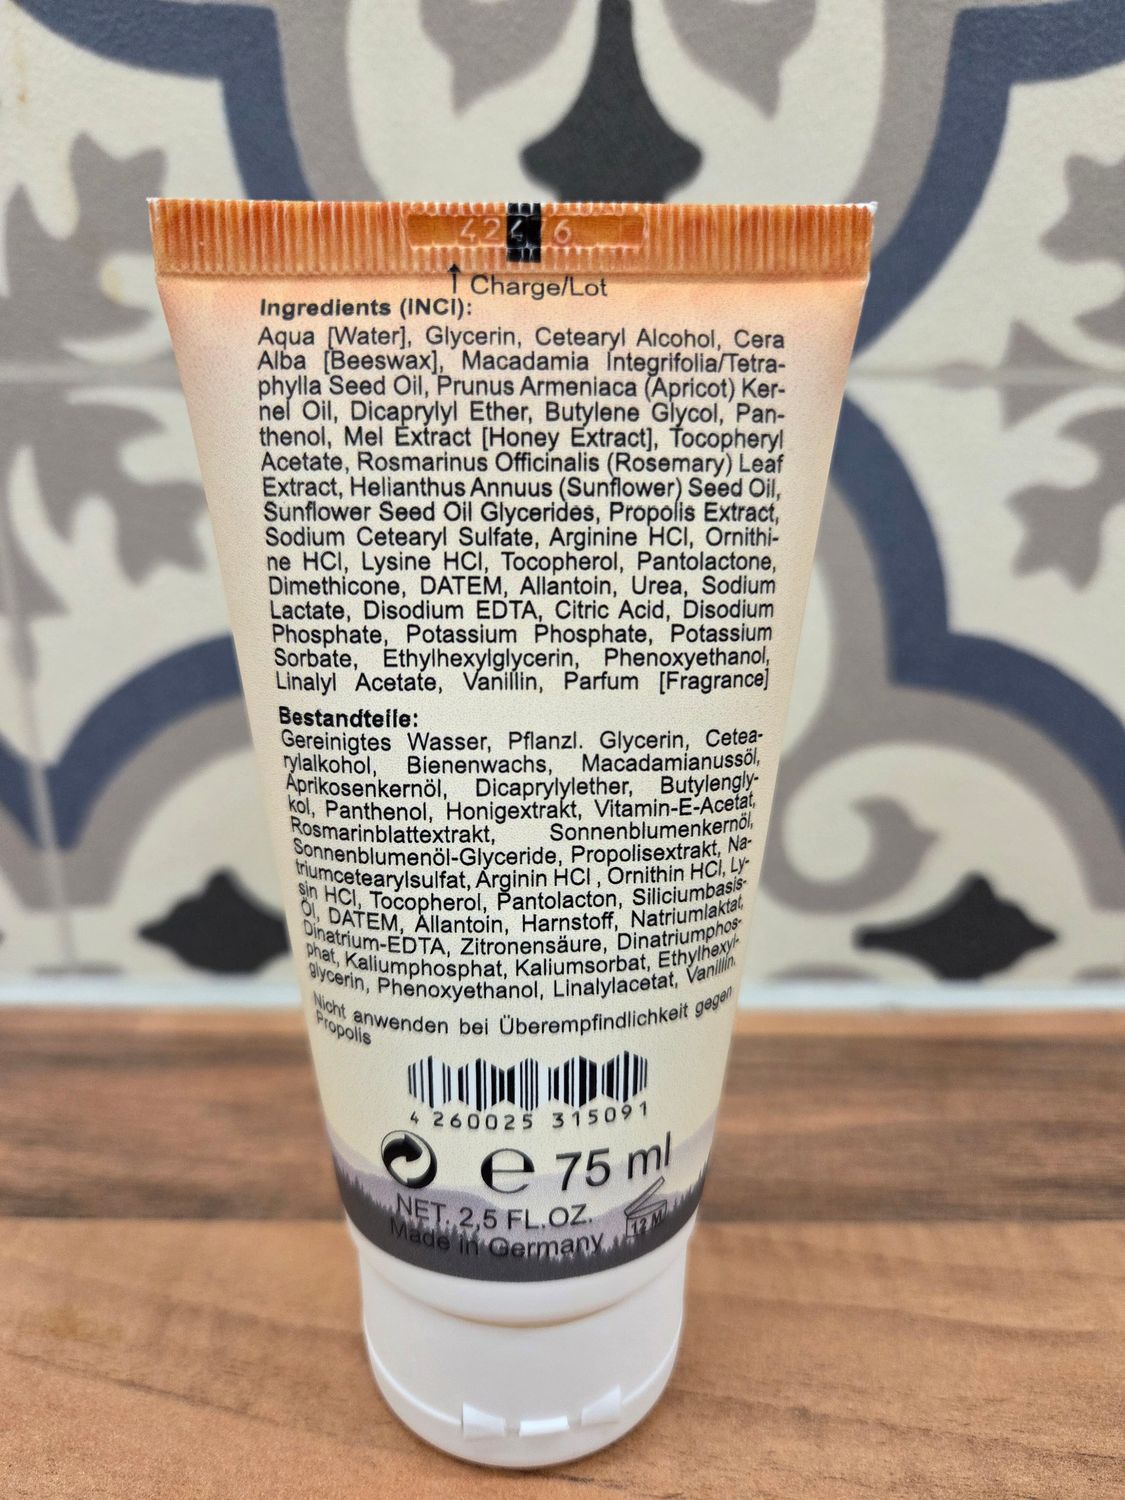 424 6
↑ Charge/Lot
Ingredients (INCI):
Aqua [Water], Glycerin, Cetearyl Alcohol, Cera
Alba [Beeswax], Macadamia Integrifolia/Tetra-
phylla Seed Oil, Prunus Armeniaca (Apricot) Ker-
nel Oil, Dicaprylyl Ether, Butylene Glycol, Pan-
thenol, Mel Extract [Honey Extract], Tocopheryl
Acetate, Rosmarinus Officinalis (Rosemary) Leaf
Extract, Helianthus Annuus (Sunflower) Seed Oil,
Sunflower Seed Oil Glycerides, Propolis Extract,
Sodium Cetearyl Sulfate, Arginine HCl, Ornithi-
ne HCl, Lysine HCl, Tocopherol, Pantolactone,
Dimethicone, DATEM, Allantoin, Urea, Sodium
Lactate, Disodium EDTA, Citric Acid, Disodium
Phosphate, Potassium Phosphate, Potassium
Sorbate, Ethylhexylglycerin, Phenoxyethanol,
Linalyl Acetate, Vanillin, Parfum [Fragrance]
Bestandteile:
Gereinigtes Wasser, Pflanzl. Glycerin, Cetea-
rylalkohol, Bienenwachs, Macadamianussöl,
Aprikosenkernöl, Dicaprylylether, Butylengly-
kol, Panthenol, Honigextrakt, Vitamin-E-Acetat,
Rosmarinblattextrakt, Sonnenblumenkernöl,
Sonnenblumenöl-Glyceride, Propolisextrakt, Na-
triumcetearylsulfat, Arginin HCl , Ornithin HCl, Ly-
sin HCl, Tocopherol, Pantolacton, Siliciumbasis-
Öl, DATEM, Allantoin, Harnstoff, Natriumlaktat,
Dinatrium-EDTA, Zitronensäure, Dinatriumphos-
phat, Kaliumphosphat, Kaliumsorbat, Ethylhexyl-
glycerin, Phenoxyethanol, Linalylacetat, Vanillin.
Nicht anwenden bei Überempfindlichkeit gegen
Propolis
4 260025 315091
e 75 ml
NET. 2,5 FL.OZ.
12 M
Made in Germany